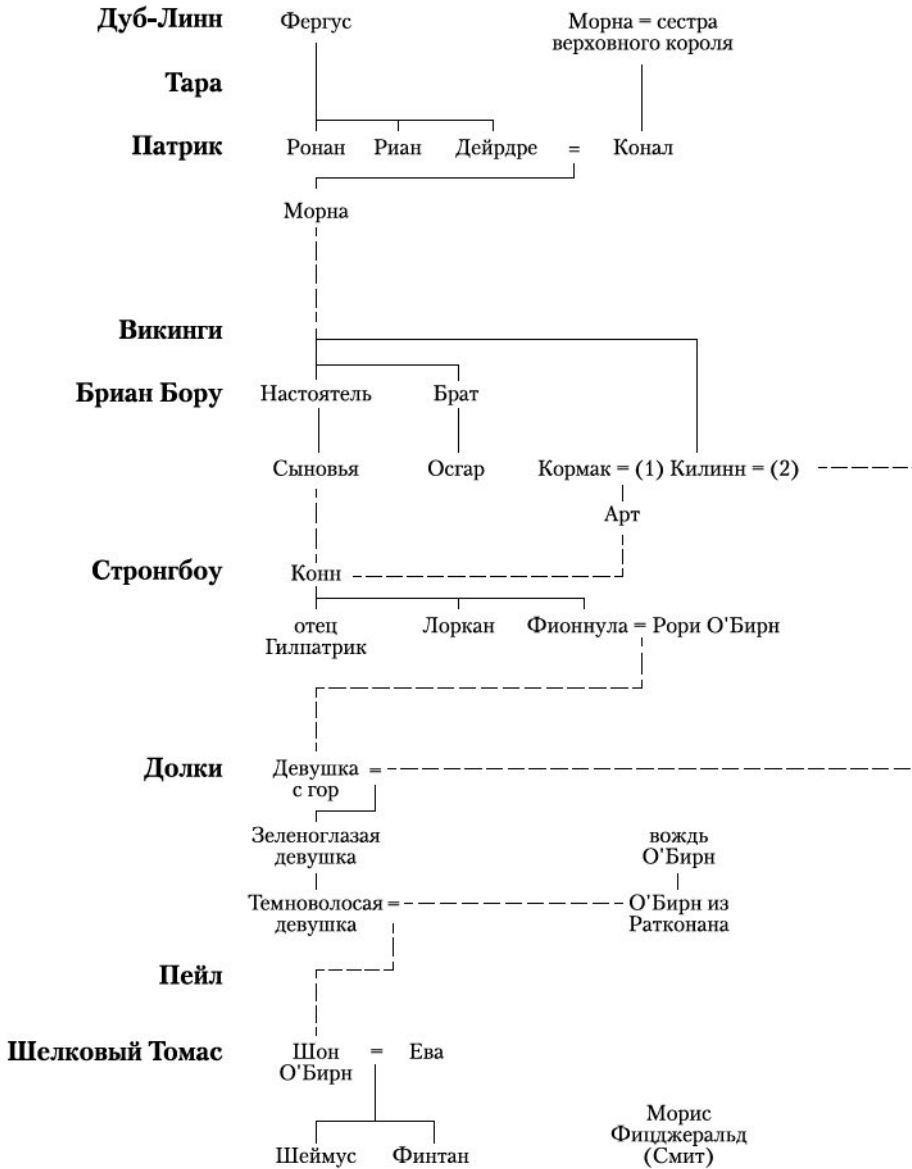 Дуб-Линн Фергус Морна = сестра
верховного короля
Тара
Патрик Ронан Риан Дейрдре = Конал
Морна
Викинги
Бриан Бору Настоятель Брат
Сыновья Осгар Кормак = (1) Килинн = (2)
Арт
Стронгбоу Конн
отец Лоркан Фионнула = Рори О'Бирн
Гилпатрик
Долки Девушка =
с гор
Зеленоглазая вождь
девушка О'Бирн
Темноволосая = О'Бирн из
девушка Ратконана
Пейл
Шелковый Томас Шон = Ева
О'Бирн
Морис
Фицджеральд
Шеймус Финтан (Смит)